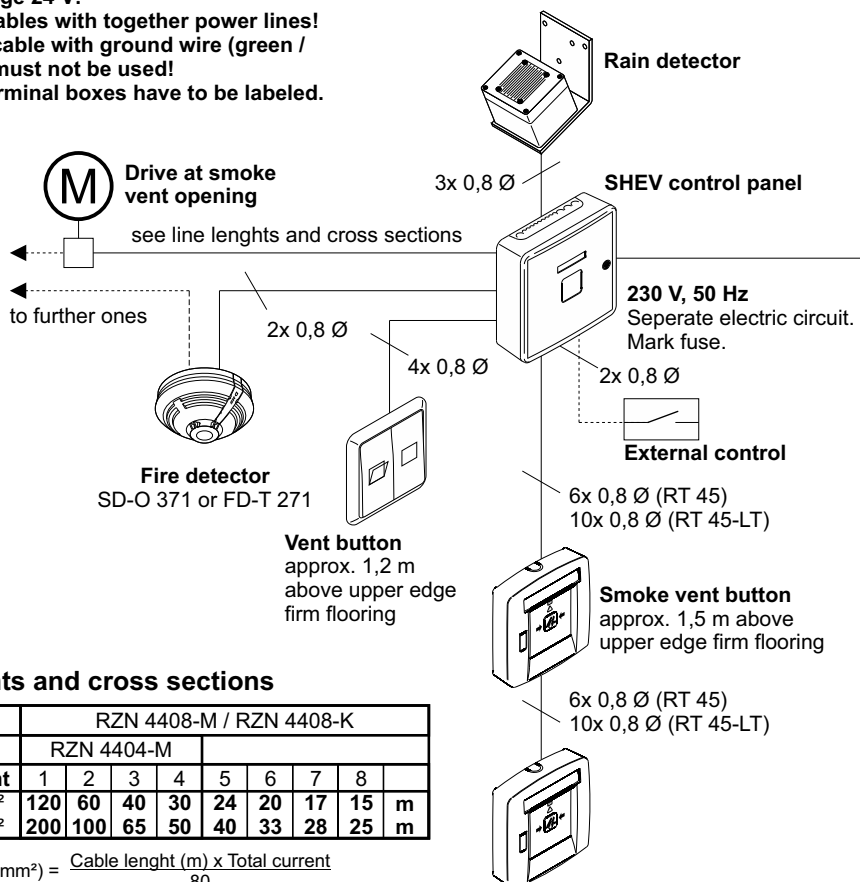 ge 24 V.
ables with together power lines!
cable with ground wire (green /
must not be used!
rminal boxes have to be labeled.
Rain detector
M
Drive at smoke
vent opening
3x 0,8 Ø
SHEV control panel
see line lenghts and cross sections
to further ones
2x 0,8 Ø
4x 0,8 Ø
230 V, 50 Hz
Seperate electric circuit.
Mark fuse.
2x 0,8 Ø
External control
Fire detector
SD-O 371 or FD-T 271
Vent button
approx. 1,2 m
above upper edge
firm flooring
6x 0,8 Ø (RT 45)
10x 0,8 Ø (RT 45-LT)
Smoke vent button
approx. 1,5 m above
upper edge firm flooring
6x 0,8 Ø (RT 45)
10x 0,8 Ø (RT 45-LT)
hts and cross sections
RZN 4408-M / RZN 4408-K
RZN 4404-M
nt 1 2 3 4 5 6 7 8
² 120 60 40 30 24 20 17 15 m
² 200 100 65 50 40 33 28 25 m
mm²) = Cable lenght (m) x Total current
80